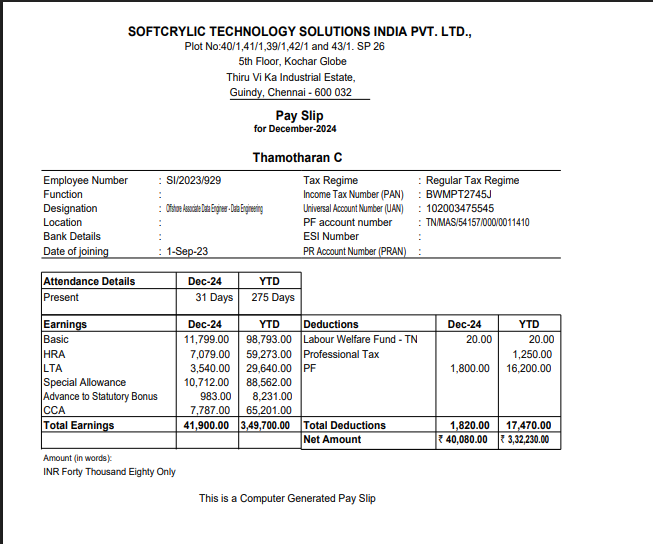 SOFTCRYLIC TECHNOLOGY SOLUTIONS INDIA PVT. LTD.,
Plot No:40/1,41/1,39/1,42/1 and 43/1. SP 26
5th Floor, Kochar Globe
Thiru Vi Ka Industrial Estate,
Guindy, Chennai - 600 032
Pay Slip
for December-2024
Thamotharan C
Employee Number : SI/2023/929 Tax Regime : Regular Tax Regime
Function : Income Tax Number (PAN) : BWMPT2745J
Designation : Offshore Associate Data Engineer - Data Engineering Universal Account Number (UAN) : 102003475545
Location : PF account number : TN/MAS/54157/000/0011410
Bank Details : ESI Number :
Date of joining : 1-Sep-23 PR Account Number (PRAN) :
Attendance Details Dec-24 YTD
Present 31 Days 275 Days
Earnings Dec-24 YTD Deductions Dec-24 YTD
Basic 11,799.00 98,793.00 Labour Welfare Fund - TN 20.00 20.00
HRA 7,079.00 59,273.00 Professional Tax 1,250.00
LTA 3,540.00 29,640.00 PF 1,800.00 16,200.00
Special Allowance 10,712.00 88,562.00
Advance to Statutory Bonus 983.00 8,231.00
CCA 7,787.00 65,201.00
Total Earnings 41,900.00 3,49,700.00 Total Deductions 1,820.00 17,470.00
Net Amount ₹ 40,080.00 ₹ 3,32,230.00
Amount (in words):
INR Forty Thousand Eighty Only
This is a Computer Generated Pay Slip